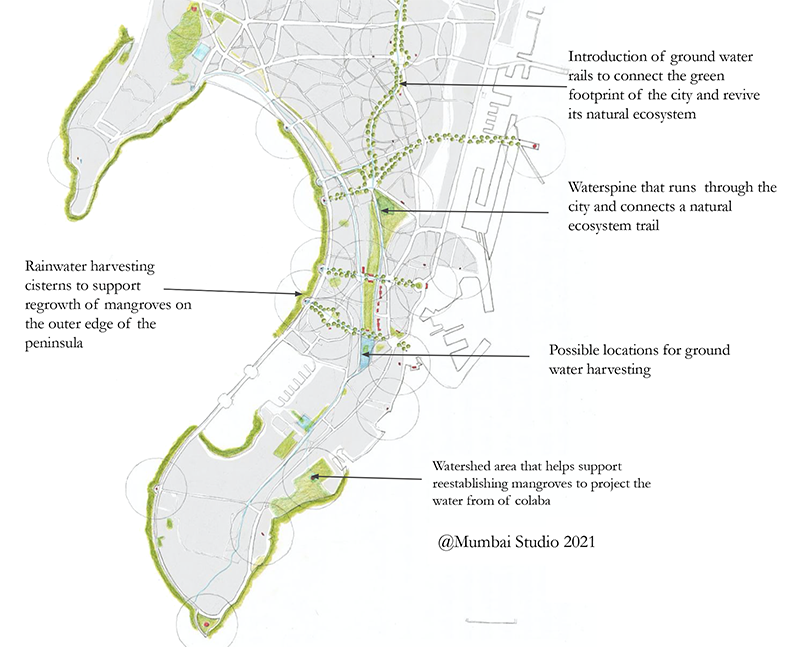 Introduction of ground water
rails to connect the green
footprint of the city and revive
its natural ecosystem
Waterspine that runs through the
city and connects a natural
ecosystem trail
Rainwater harvesting
cisterns to support
regrowth of mangroves on
the outer edge of the
peninsula
Possible locations for ground
water harvesting
Watershed area that helps support
reestablishing mangroves to project the
water from of colaba
@Mumbai Studio 2021